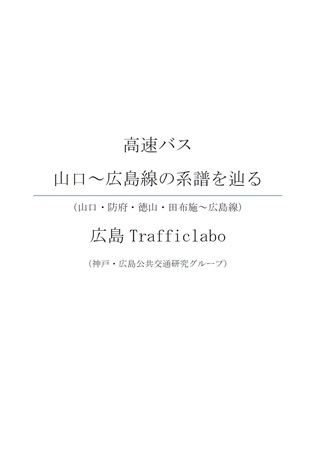 高速バス
山口～広島線の系譜を辿る
（山口・防府・徳山・田布施～広島線）
広島 Trafficlabo
（神戸・広島公共交通研究グループ）